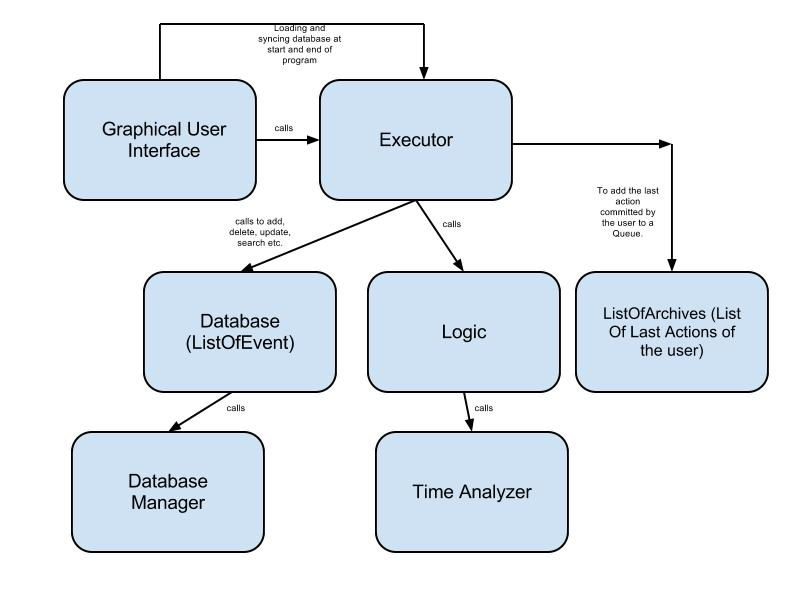 Loading and
syncing database at
start and end of
program
Graphical User
Interface
calls
Executor
To add the last
action
committed by
the user to a
Queue.
calls to add,
delete, update,
search etc.
calls
Database
(ListOfEvent)
Logic
ListOfArchives (List
Of Last Actions of
the user)
calls
calls
Database
Manager
Time Analyzer